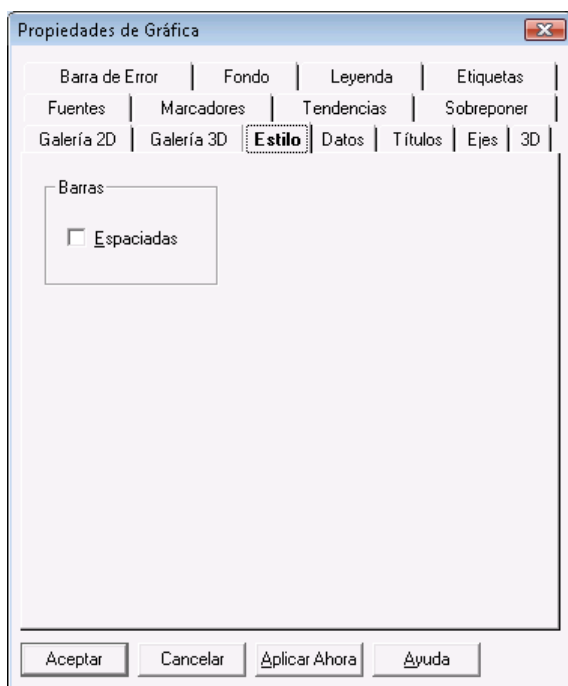 Propiedades de Gráfica
Barra de Error Fondo Leyenda Etiquetas
Fuentes Marcadores Tendencias Sobreponer
Galería 2D Galería 3D Estilo Datos Títulos Ejes 3D
Barras
Espaciadas
Aceptar Cancelar Aplicar Ahora Ayuda